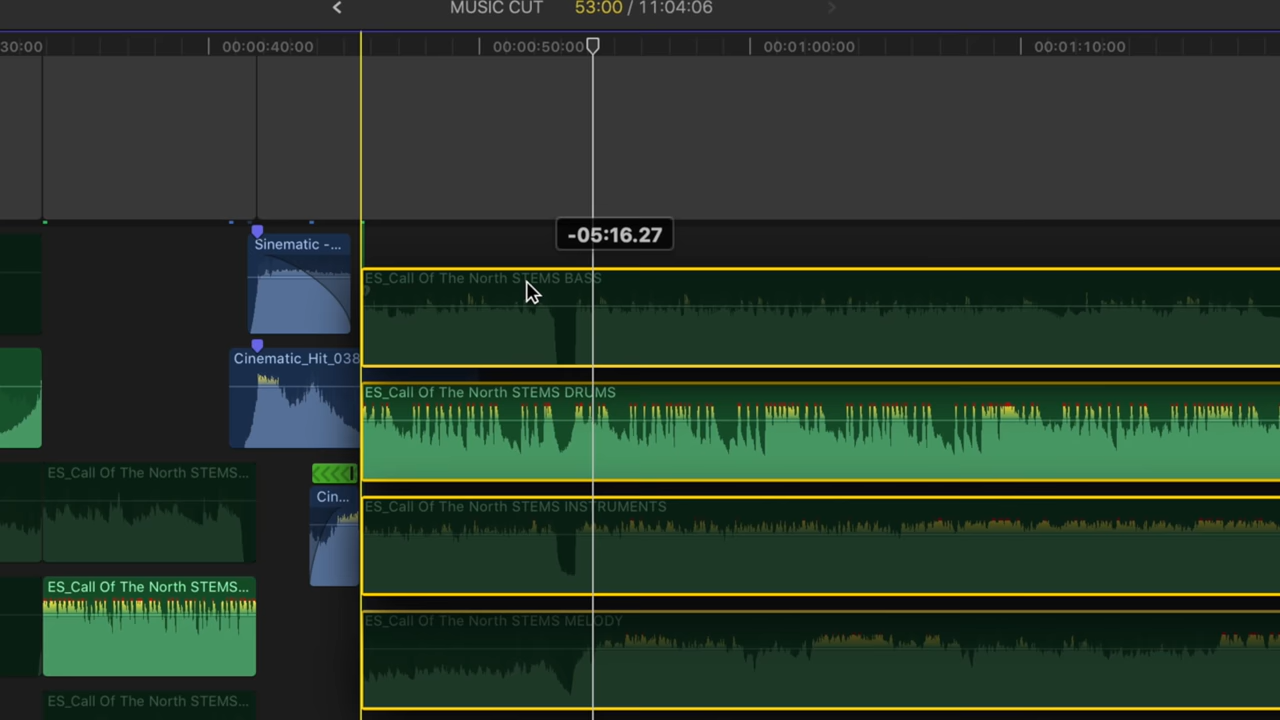 MUSIC CUT 53:00 / 11:04:06
30:00 00:00:40:00 00:00:50:00 00:01:00:00 00:01:10:00
-05:16.27
Sinematic -...
ES_Call Of The North STEMS BASS
Cinematic_Hit_038
ES_Call Of The North STEMS DRUMS
ES_Call Of The North STEMS...
Cin...
ES_Call Of The North STEMS INSTRUMENTS
ES_Call Of The North STEMS...
ES_Call Of The North STEMS MELODY
ES_Call Of The North STEMS...